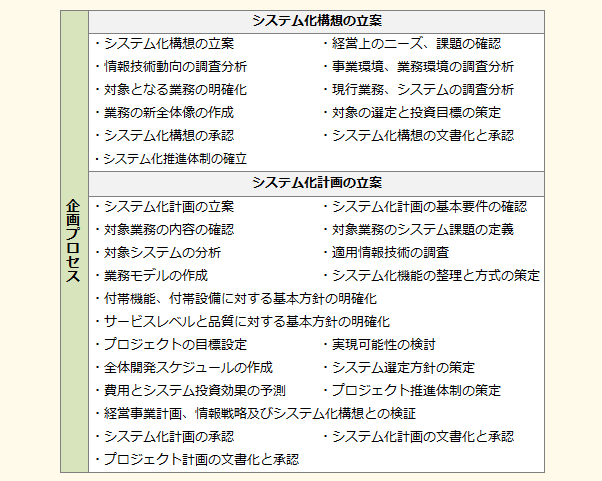 企画プロセス
システム化構想の立案
・システム化構想の立案 ・経営上のニーズ、課題の確認
・情報技術動向の調査分析 ・事業環境、業務環境の調査分析
・対象となる業務の明確化 ・現行業務、システムの調査分析
・業務の新全体像の作成 ・対象の選定と投資目標の策定
・システム化構想の承認 ・システム化構想の文書化と承認
・システム化推進体制の確立
システム化計画の立案
・システム化計画の立案 ・システム化計画の基本要件の確認
・対象業務の内容の確認 ・対象業務のシステム課題の定義
・対象システムの分析 ・適用情報技術の調査
・業務モデルの作成 ・システム化機能の整理と方式の策定
・付帯機能、付帯設備に対する基本方針の明確化
・サービスレベルと品質に対する基本方針の明確化
・プロジェクトの目標設定 ・実現可能性の検討
・全体開発スケジュールの作成 ・システム選定方針の策定
・費用とシステム投資効果の予測 ・プロジェクト推進体制の策定
・経営事業計画、情報戦略及びシステム化構想との検証
・システム化計画の承認 ・システム化計画の文書化と承認
・プロジェクト計画の文書化と承認